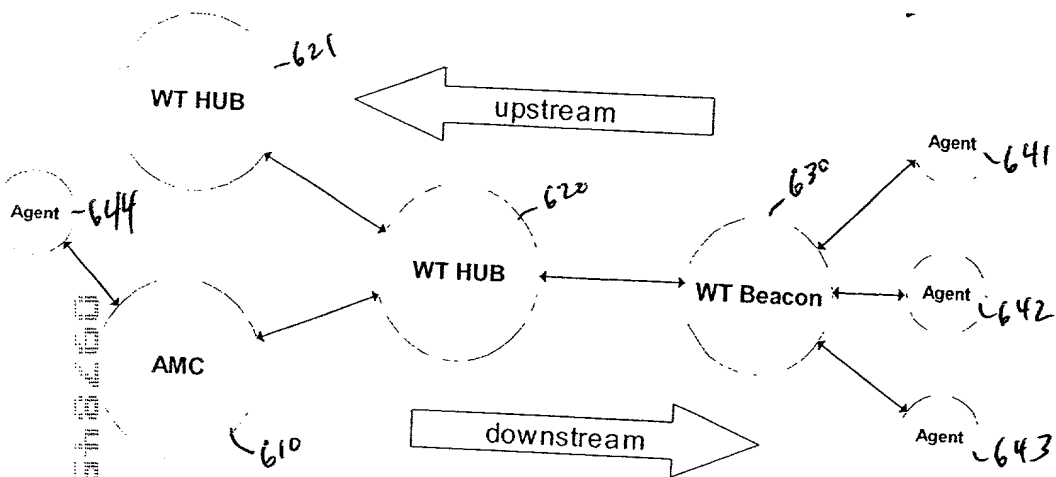 621
WT HUB
upstream
Agent
641
630
Agent
644
620
WT HUB
WT Beacon
Agent
642
AMC
downstream
Agent
643
610